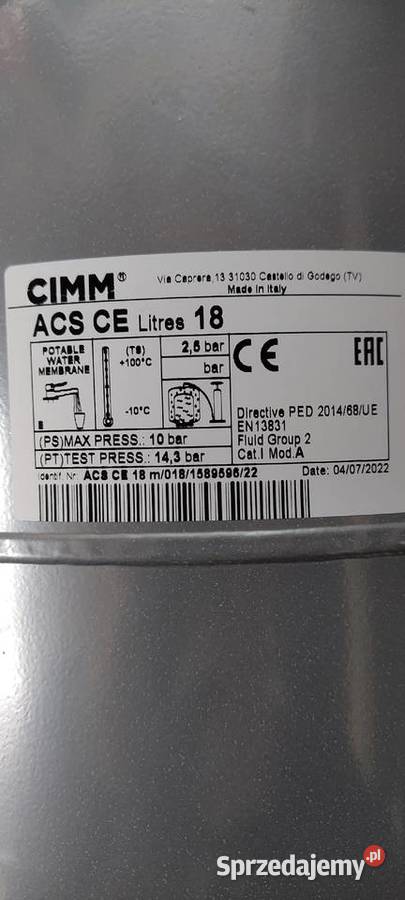 CIMM®
Via Caprera,13 31030 Castello di Godego (TV)
Made in Italy
ACS CE Litres 18
POTABLE
WATER
MEMBRANE
(TS)
+100°C
-10°C
2,5 bar
bar
CE
EAC
Directive PED 2014/68/UE
EN13831
Fluid Group 2
Cat.I Mod.A
(PS)MAX PRESS.: 10 bar
(PT)TEST PRESS.: 14,3 bar
Identif. Nr: ACS CE 18 m/018/1589596/22
Date: 04/07/2022
Sprzedajemy.pl